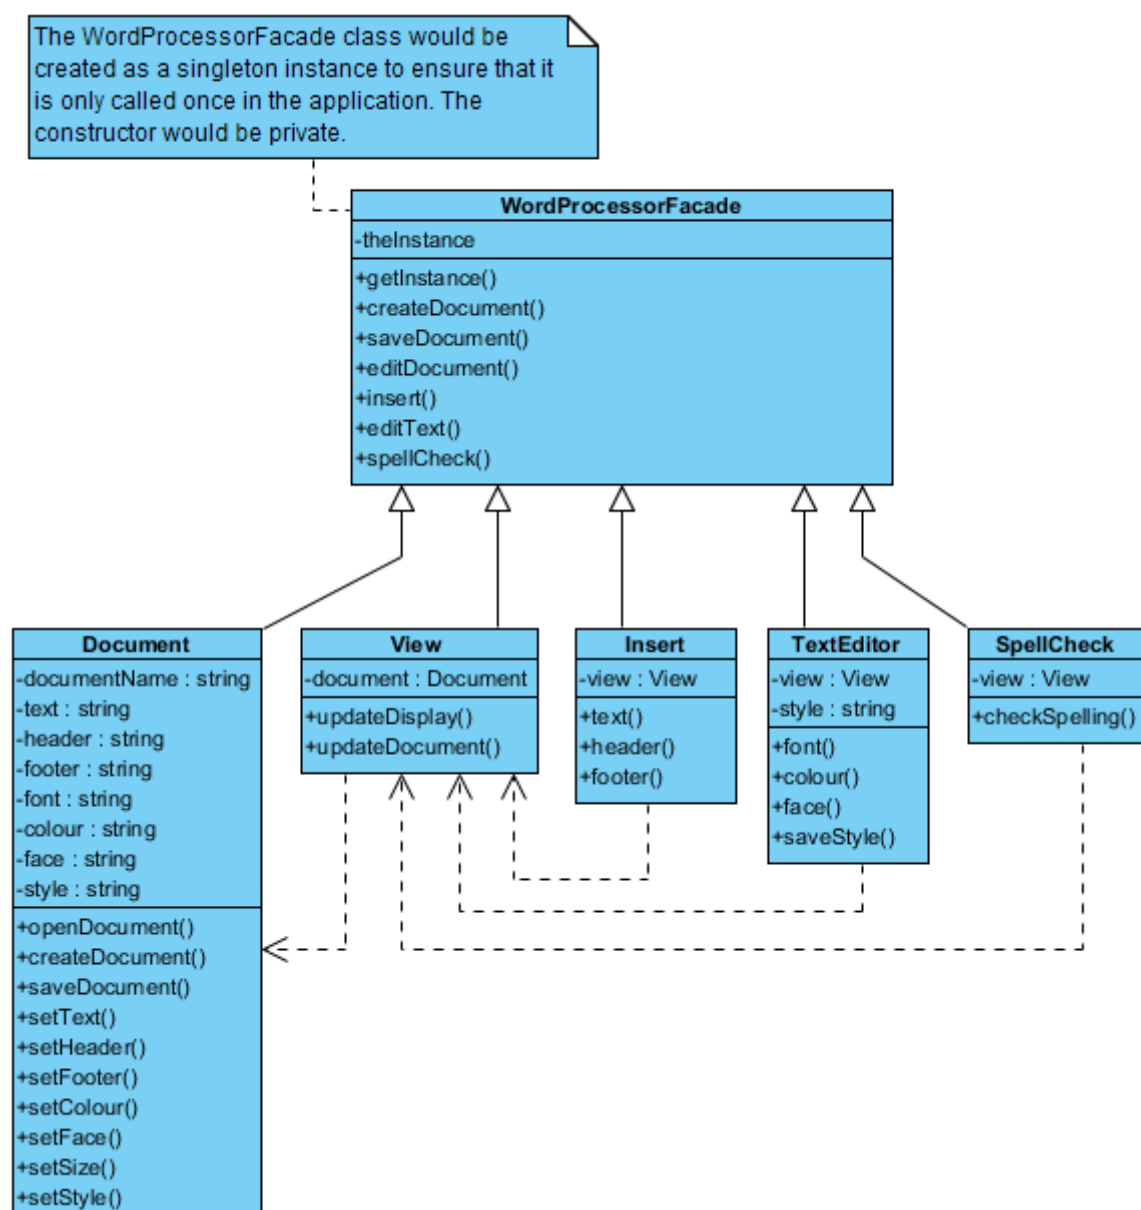 The WordProcessorFacade class would be
created as a singleton instance to ensure that it
is only called once in the application. The
constructor would be private.
WordProcessorFacade
-theInstance
+getInstance()
+createDocument()
+saveDocument()
+editDocument()
+insert()
+editText()
+spellCheck()
Document
-documentName : string
-text : string
-header : string
-footer : string
-font : string
-colour : string
-face : string
-style : string
+openDocument()
+createDocument()
+saveDocument()
+setText()
+setHeader()
+setFooter()
+setColour()
+setFace()
+setSize()
+setStyle()
View
-document : Document
+updateDisplay()
+updateDocument()
Insert
-view : View
+text()
+header()
+footer()
TextEditor
-view : View
-style : string
+font()
+colour()
+face()
+saveStyle()
SpellCheck
-view : View
+checkSpelling()